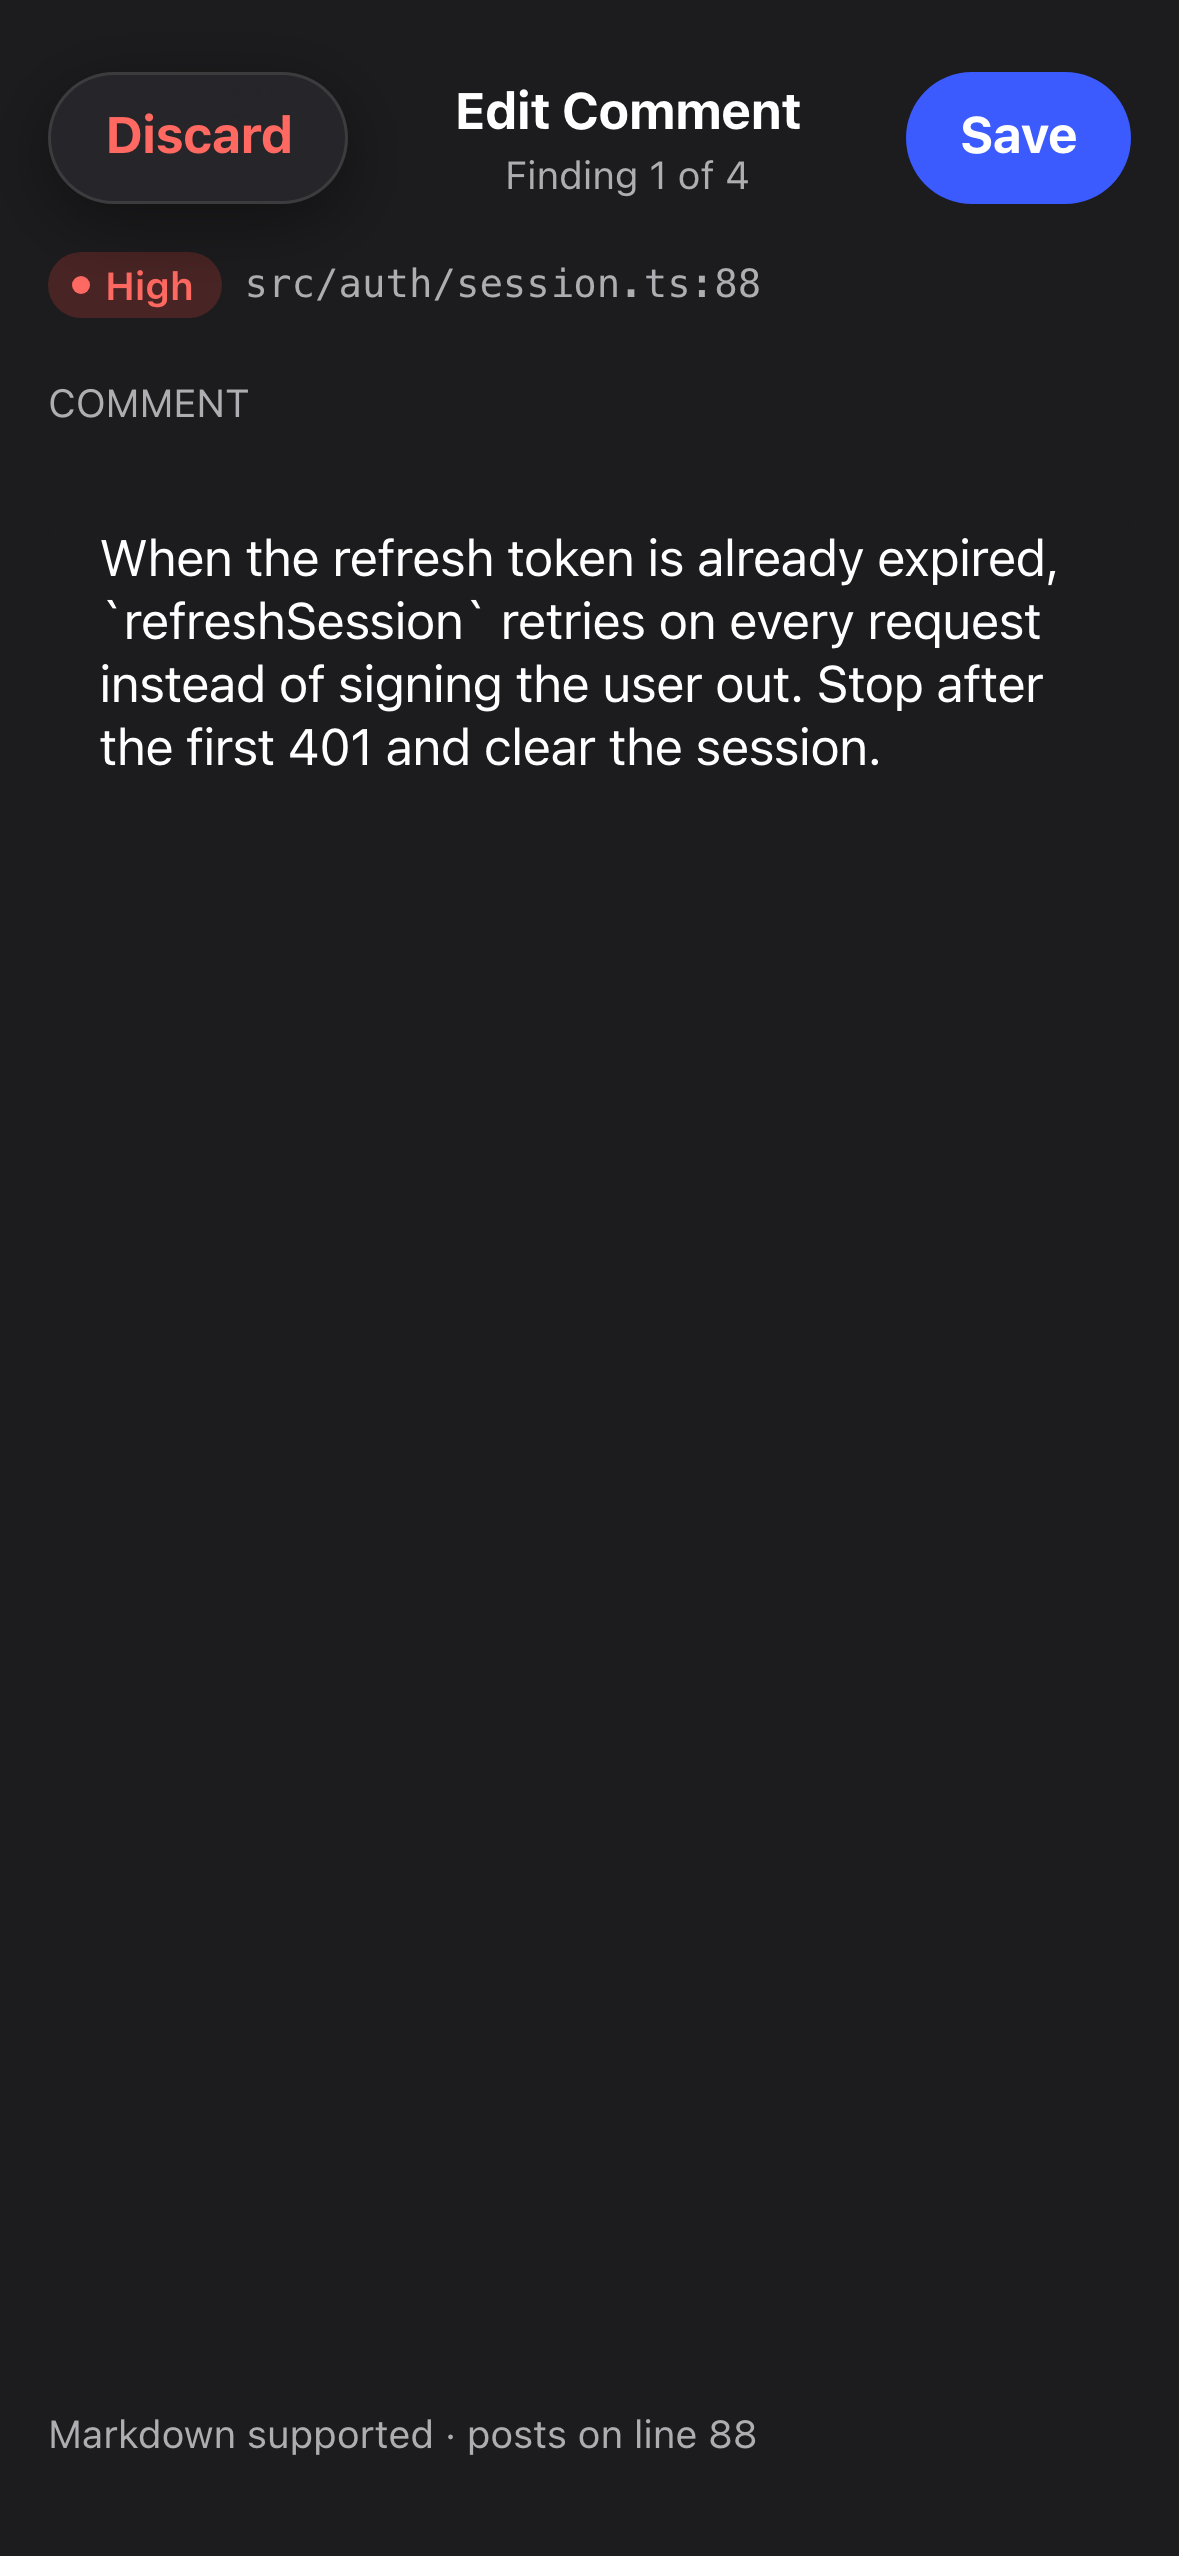 Discard
Edit Comment
Save
Finding 1 of 4
High
src/auth/session.ts:88
COMMENT
When the refresh token is already expired,
`refreshSession` retries on every request
instead of signing the user out. Stop after
the first 401 and clear the session.
Markdown supported · posts on line 88